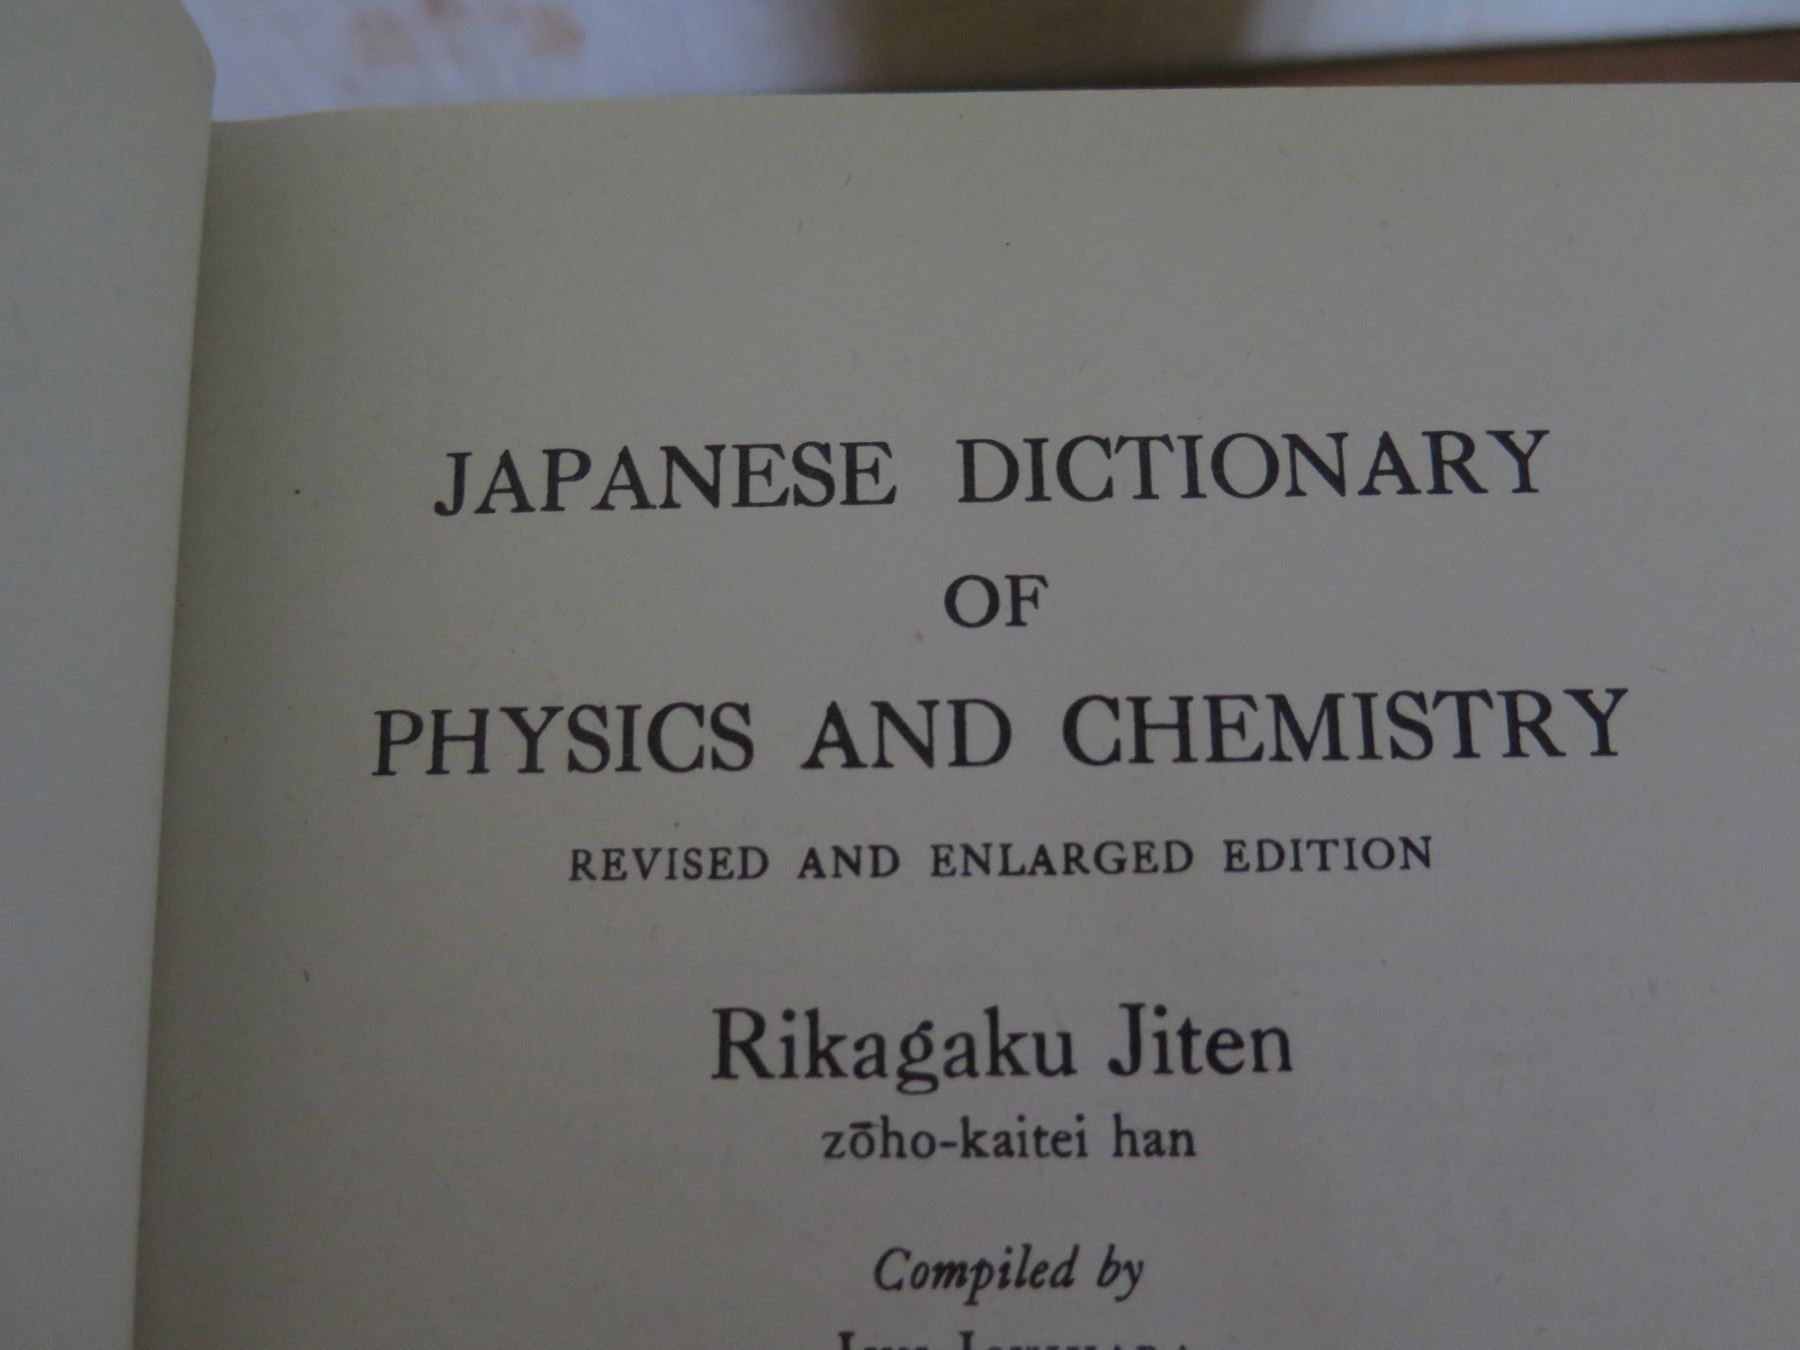 JAPANESE DICTIONARY
OF
PHYSICS AND CHEMISTRY
REVISED AND ENLARGED EDITION
Rikagaku Jiten
zōho-kaitei han
Compiled by